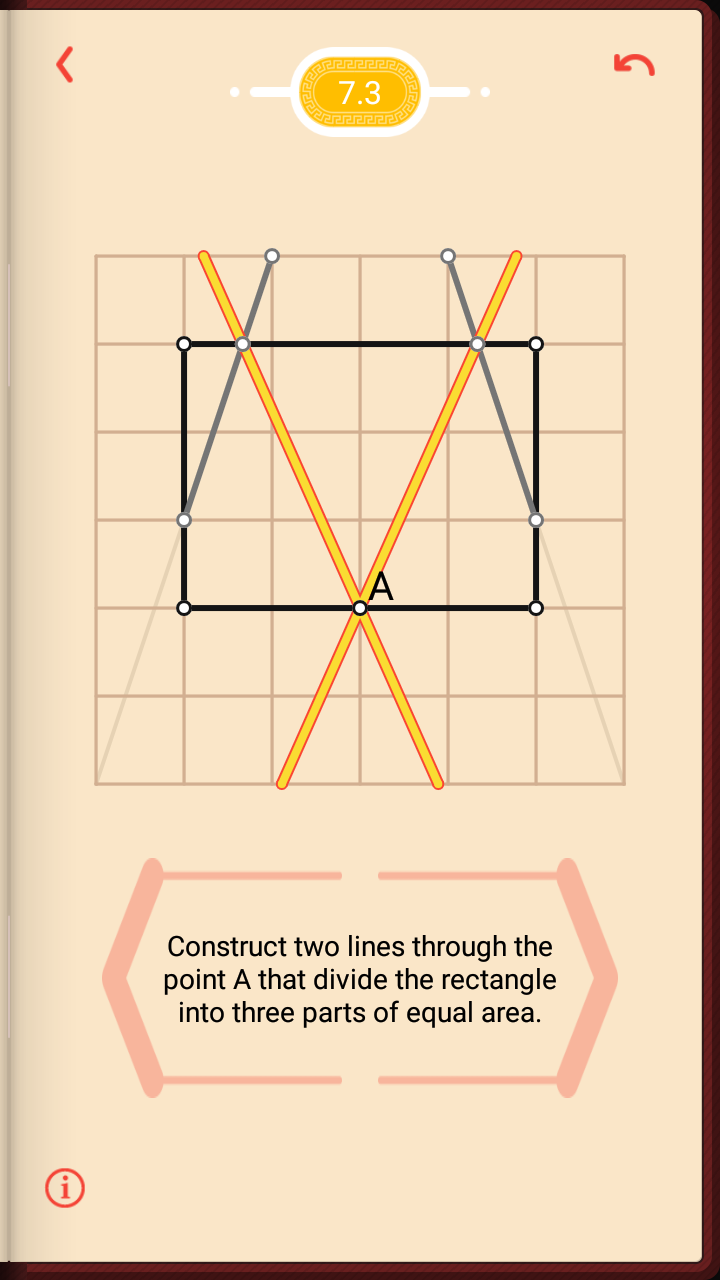 7.3
A
Construct two lines through the
point A that divide the rectangle
into three parts of equal area.
i